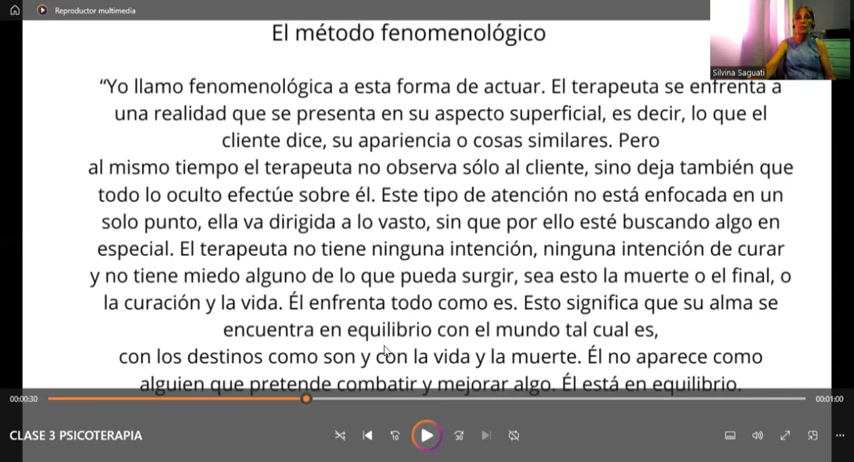 Reproductor multimedia
El método fenomenológico
Silvina Saguati
“Yo llamo fenomenológica a esta forma de actuar. El terapeuta se enfrenta a
una realidad que se presenta en su aspecto superficial, es decir, lo que el
cliente dice, su apariencia o cosas similares. Pero
al mismo tiempo el terapeuta no observa sólo al cliente, sino deja también que
todo lo oculto efectúe sobre él. Este tipo de atención no está enfocada en un
solo punto, ella va dirigida a lo vasto, sin que por ello esté buscando algo en
especial. El terapeuta no tiene ninguna intención, ninguna intención de curar
y no tiene miedo alguno de lo que pueda surgir, sea esto la muerte o el final, o
la curación y la vida. Él enfrenta todo como es. Esto significa que su alma se
encuentra en equilibrio con el mundo tal cual es,
con los destinos como son y con la vida y la muerte. Él no aparece como
alguien que pretende combatir y mejorar algo. Él está en equilibrio.
00:00:30
00:01:00
CLASE 3 PSICOTERAPIA
10
30